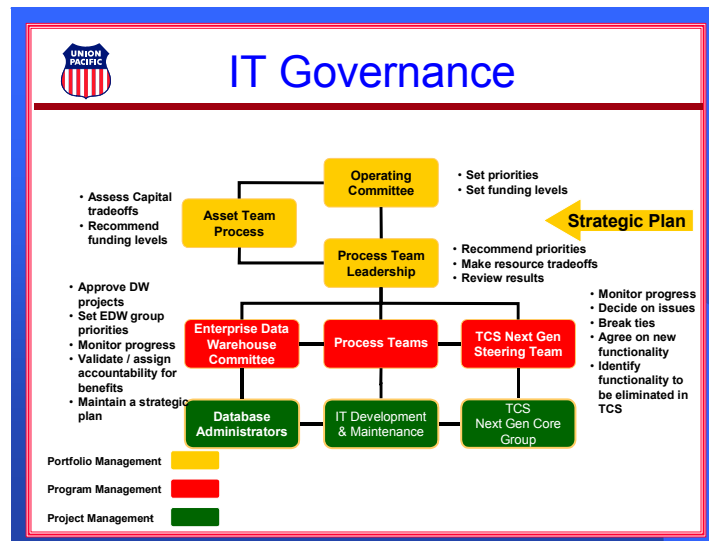 UNION
PACIFIC
IT Governance
Operating
Committee
• Set priorities
• Set funding levels
• Assess Capital
tradeoffs
• Recommend
funding levels
Asset Team
Process
Strategic Plan
Process Team
Leadership
• Recommend priorities
• Make resource tradeoffs
• Review results
• Approve DW
projects
• Set EDW group
priorities
• Monitor progress
• Validate / assign
accountability for
benefits
• Maintain a strategic
plan
Enterprise Data
Warehouse
Committee
Process Teams
TCS Next Gen
Steering Team
• Monitor progress
• Decide on issues
• Break ties
• Agree on new
functionality
• Identify
functionality to
be eliminated in
TCS
Database
Administrators
IT Development
& Maintenance
TCS
Next Gen Core
Group
Portfolio Management
Program Management
Project Management